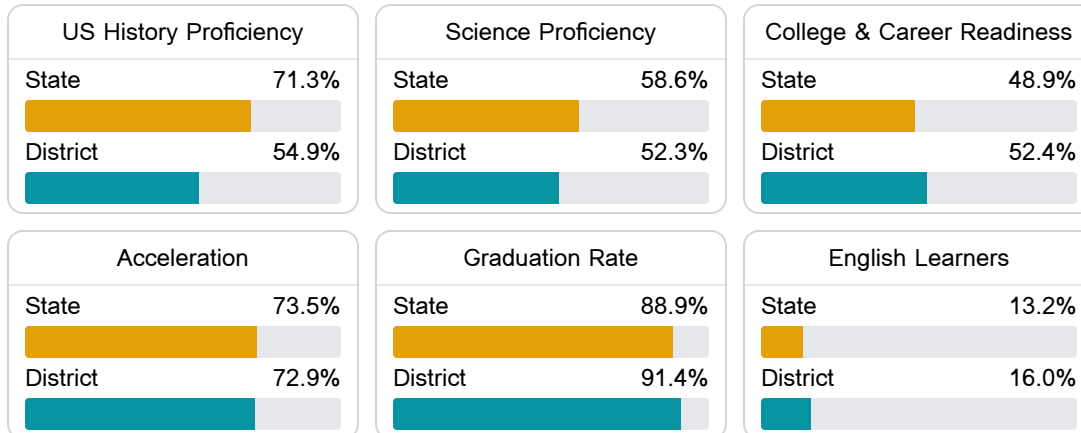 US History Proficiency
State 71.3%
District 54.9%
Science Proficiency
State 58.6%
District 52.3%
College & Career Readiness
State 48.9%
District 52.4%
Acceleration
State 73.5%
District 72.9%
Graduation Rate
State 88.9%
District 91.4%
English Learners
State 13.2%
District 16.0%